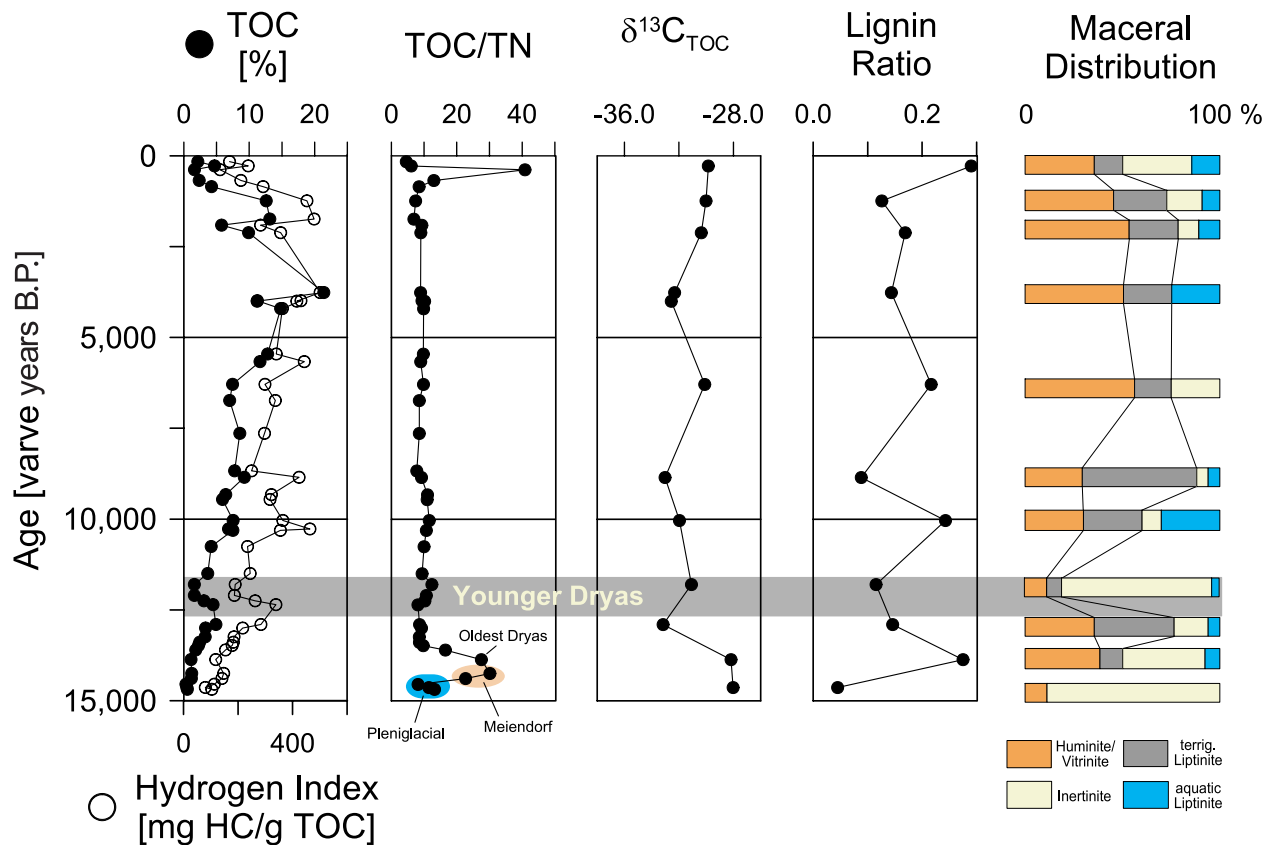 TOC
[%]
TOC/TN
δ¹³C_TOC
Lignin
Ratio
Maceral
Distribution
0 10 20
0 20 40
-36.0 -28.0
0.0 0.2
0 100 %
0
5,000
10,000
15,000
Age [varve years B.P.]
Younger Dryas
Oldest Dryas
Pleniglacial
Meiendorf
0 400
Hydrogen Index
[mg HC/g TOC]
Huminite/
Vitrinite
terrig.
Liptinite
Inertinite
aquatic
Liptinite